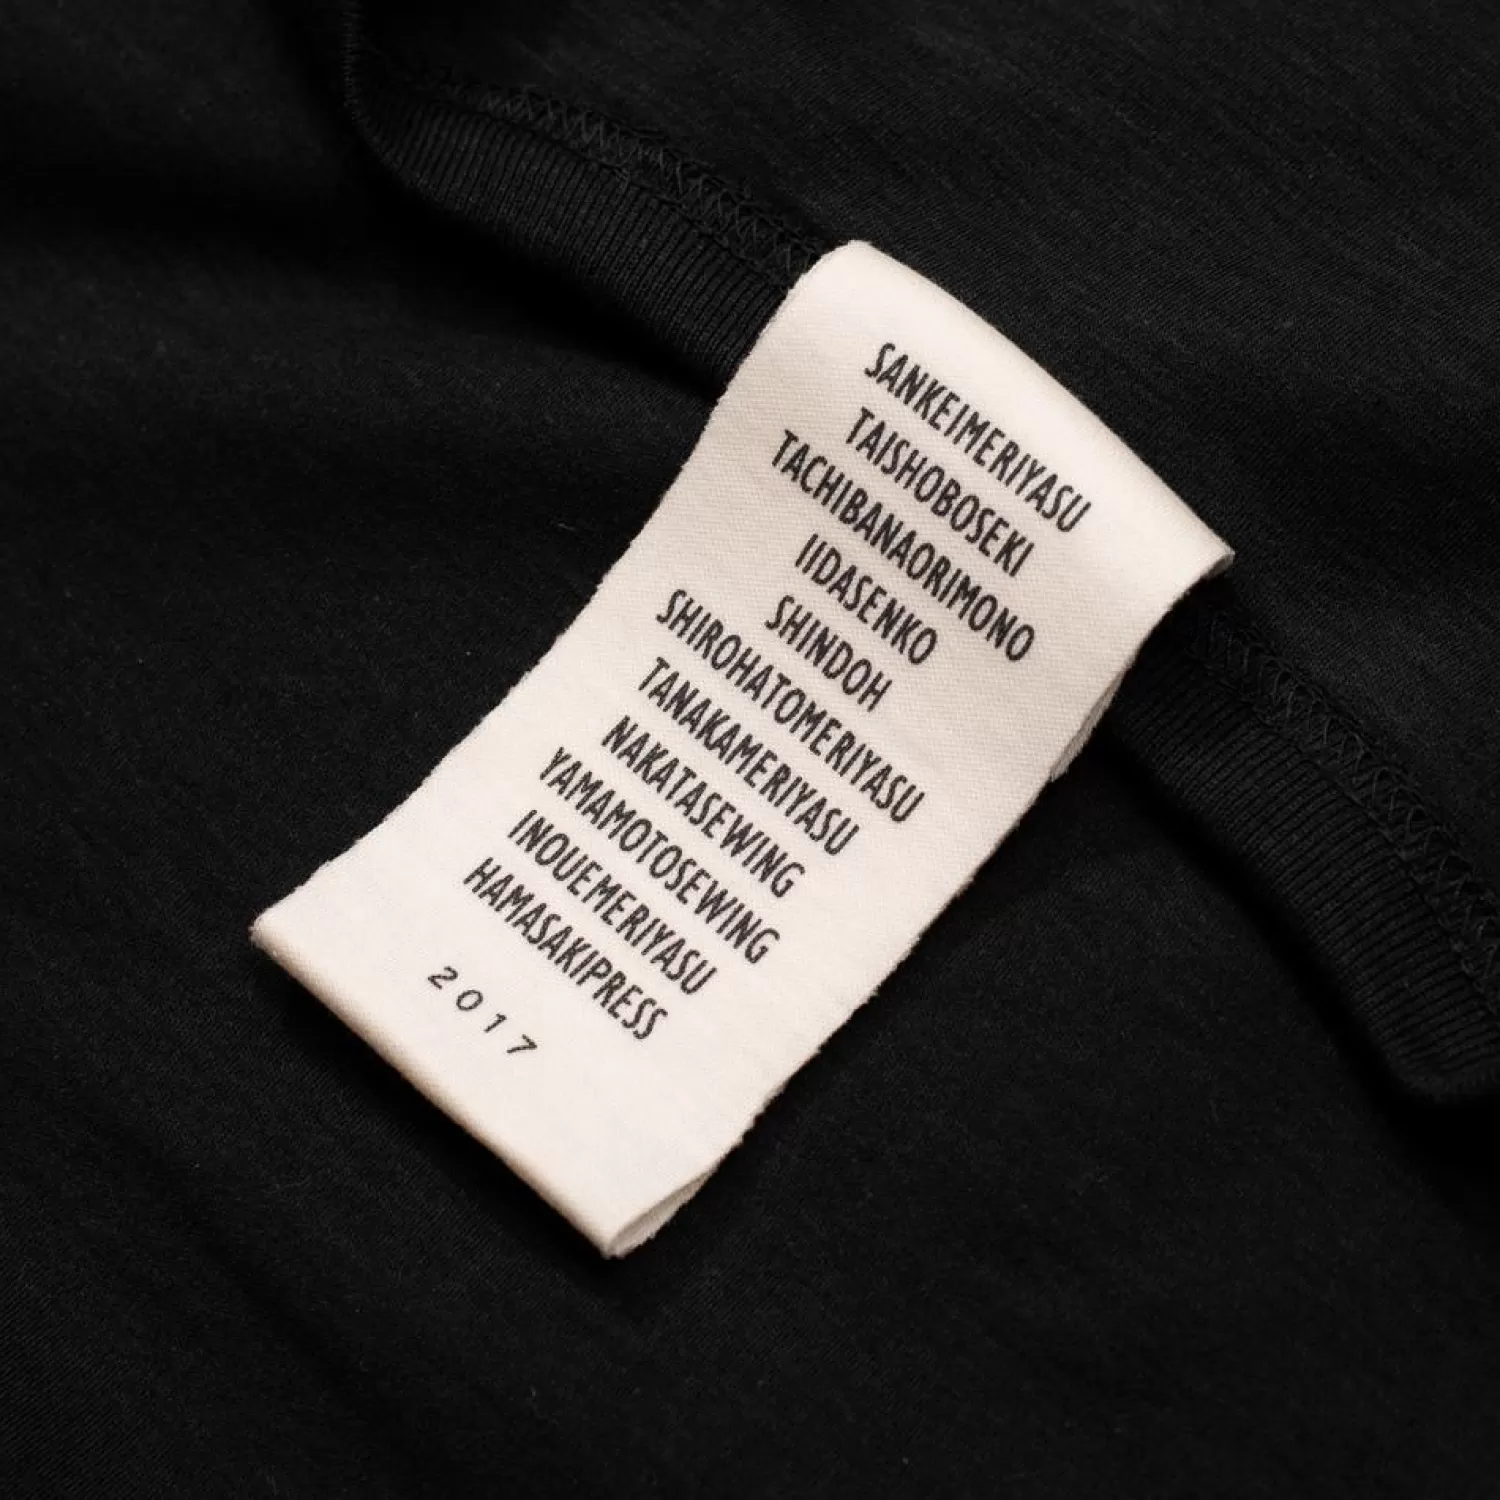 SANKEIMERIYASU
TAISHOBOSEKI
TACHIBANAORIMONO
IIDASENKO
SHINDOH
SHIROHATOMERIYASU
TANAKAMERIYASU
NAKATASEWING
YAMAMOTOSEWING
INOUEMERIYASU
HAMASAKIPRESS
2017